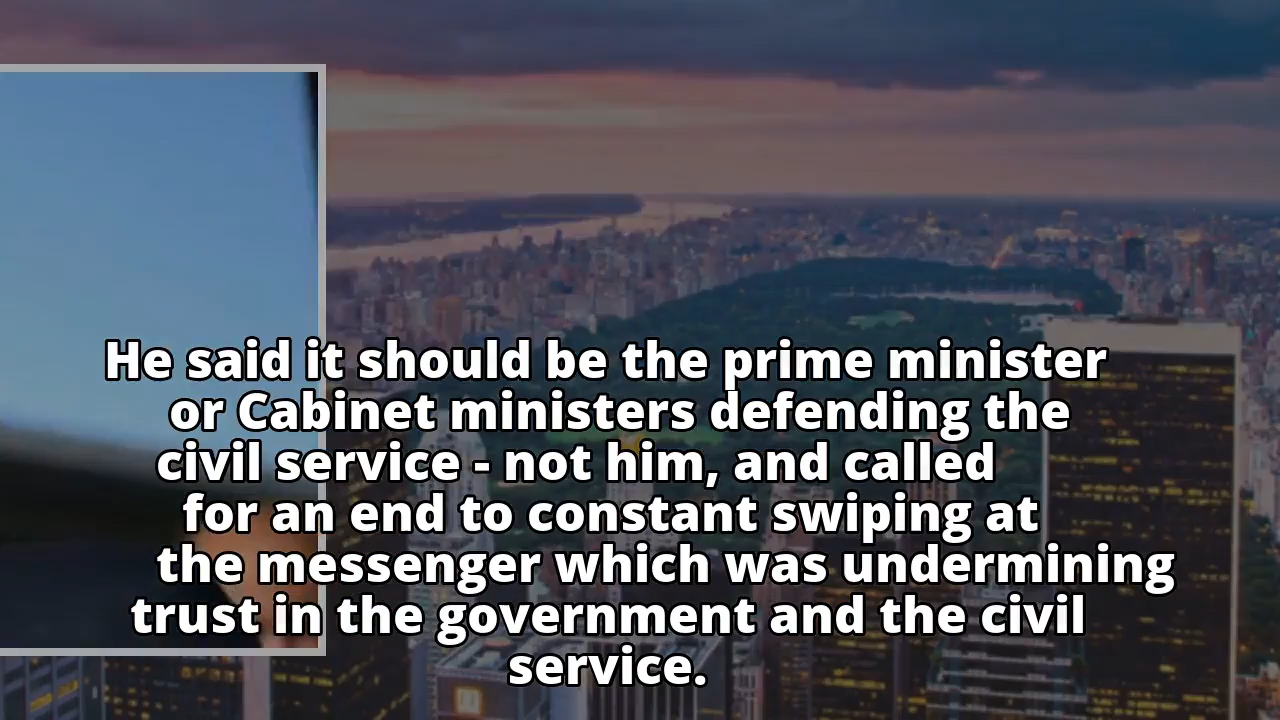 He said it should be the prime minister
or Cabinet ministers defending the
civil service - not him, and called
for an end to constant swiping at
the messenger which was undermining
trust in the government and the civil
service.